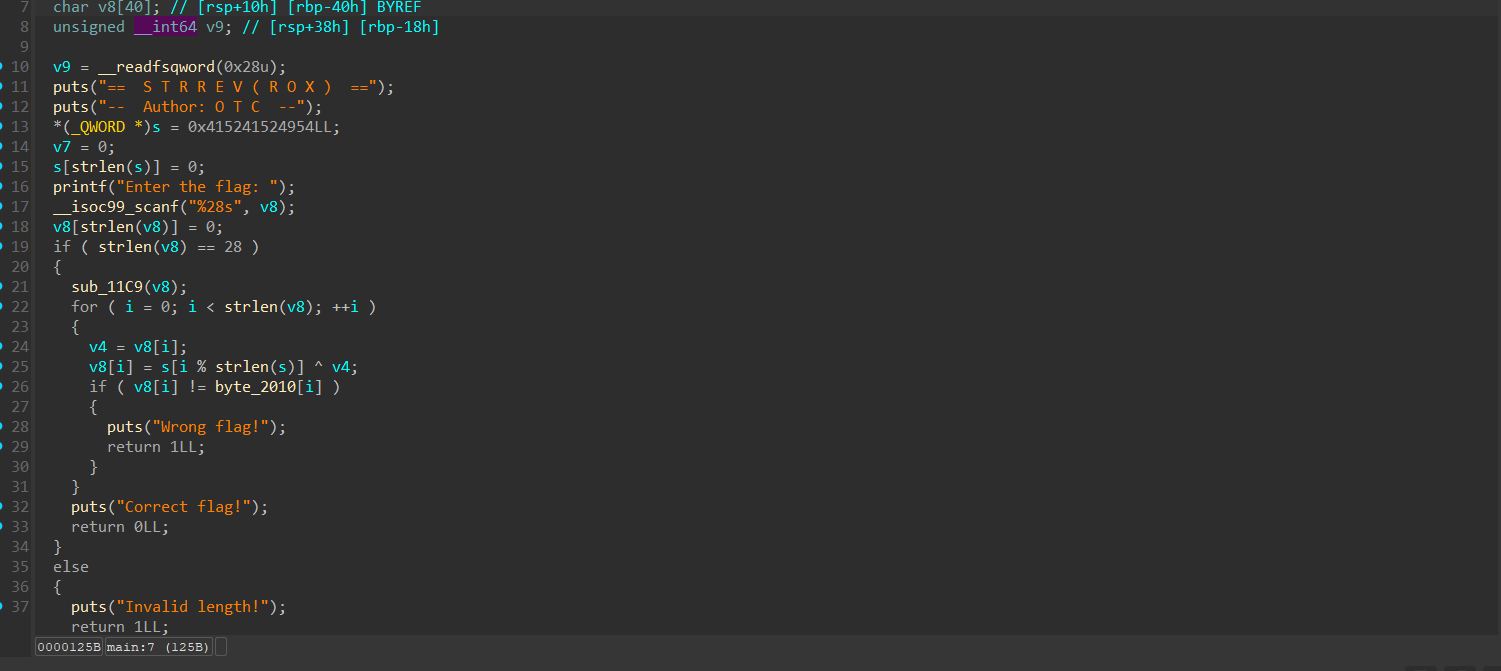 7 char v8[40]; // [rsp+10h] [rbp-40h] BYREF
8 unsigned __int64 v9; // [rsp+38h] [rbp-18h]
9
10 v9 = __readfsqword(0x28u);
11 puts("==  S T R R E V ( R O X )  ==");
12 puts("--  Author: O T C  --");
13 *(_QWORD *)s = 0x415241524954LL;
14 v7 = 0;
15 s[strlen(s)] = 0;
16 printf("Enter the flag: ");
17 __isoc99_scanf("%28s", v8);
18 v8[strlen(v8)] = 0;
19 if ( strlen(v8) == 28 )
20 {
21 sub_11C9(v8);
22 for ( i = 0; i < strlen(v8); ++i )
23 {
24 v4 = v8[i];
25 v8[i] = s[i % strlen(s)] ^ v4;
26 if ( v8[i] != byte_2010[i] )
27 {
28 puts("Wrong flag!");
29 return 1LL;
30 }
31 }
32 puts("Correct flag!");
33 return 0LL;
34 }
35 else
36 {
37 puts("Invalid length!");
return 1LL;
0000125B main:7 (125B)